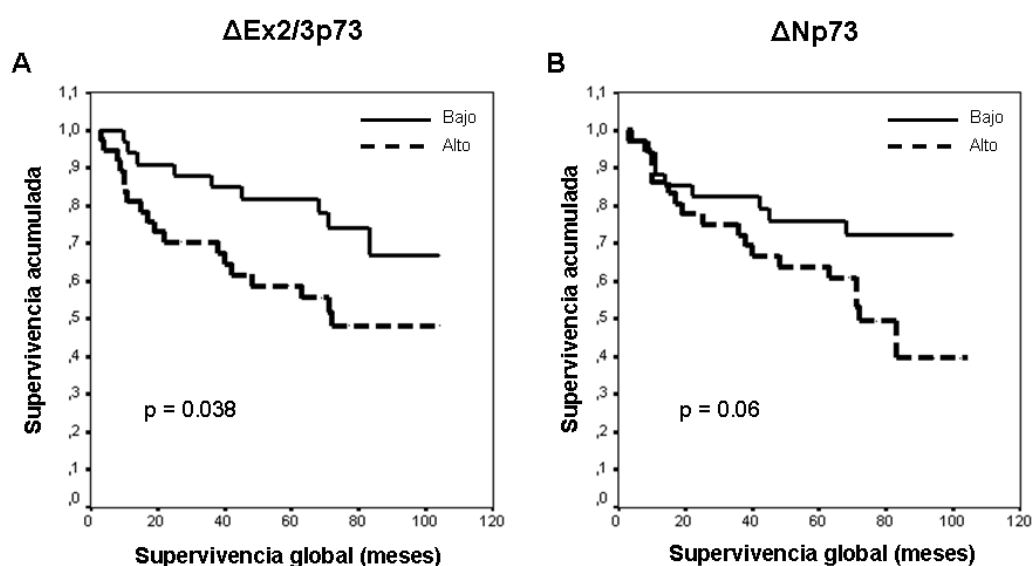 ΔEx2/3p73
A
Supervivencia acumulada
1,1
1,0
,9
,8
,7
,6
,5
,4
,3
,2
,1
,0
Bajo
Alto
p = 0.038
0 20 40 60 80 100 120
Supervivencia global (meses)
ΔNp73
B
Supervivencia acumulada
1,1
1,0
,9
,8
,7
,6
,5
,4
,3
,2
,1
,0
Bajo
Alto
p = 0.06
0 20 40 60 80 100 120
Supervivencia global (meses)